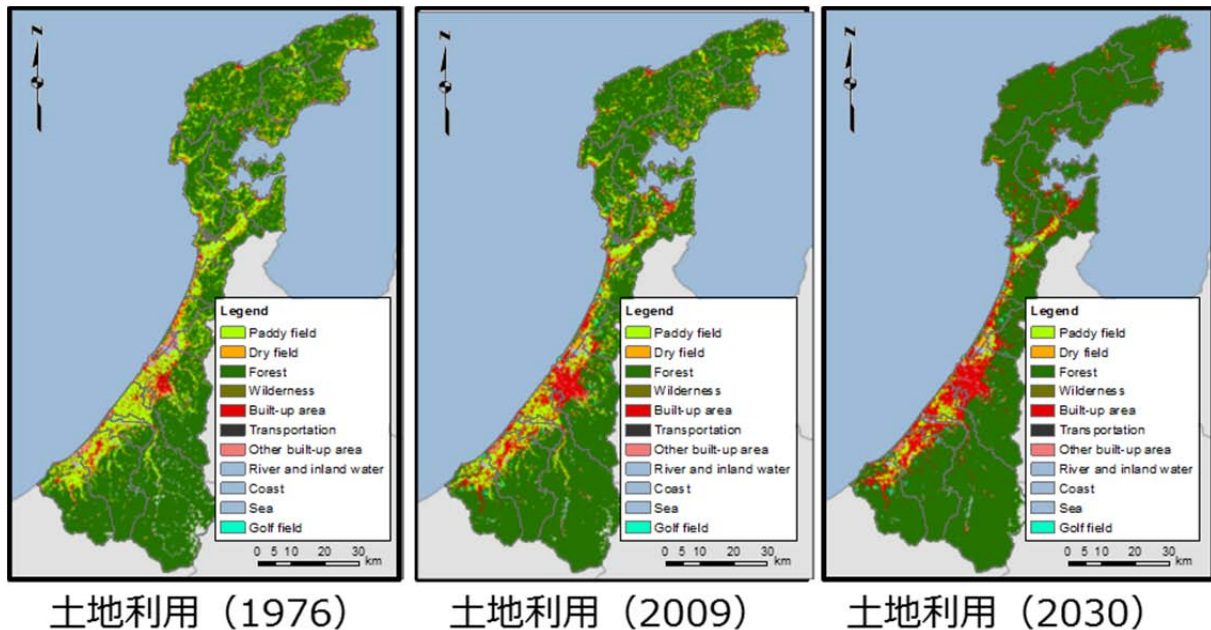 N
Legend
Paddy field
Dry field
Forest
Wilderness
Built-up area
Transportation
Other built-up area
River and inland water
Coast
Sea
Golf field
0 5 10 20 30
km
土地利用（1976）
N
Legend
Paddy field
Dry field
Forest
Wilderness
Built-up area
Transportation
Other built-up area
River and inland water
Coast
Sea
Golf field
0 5 10 20 30
km
土地利用（2009）
N
Legend
Paddy field
Dry field
Forest
Wilderness
Built-up area
Transportation
Other built-up area
River and inland water
Coast
Sea
Golf field
0 5 10 20 30
km
土地利用（2030）